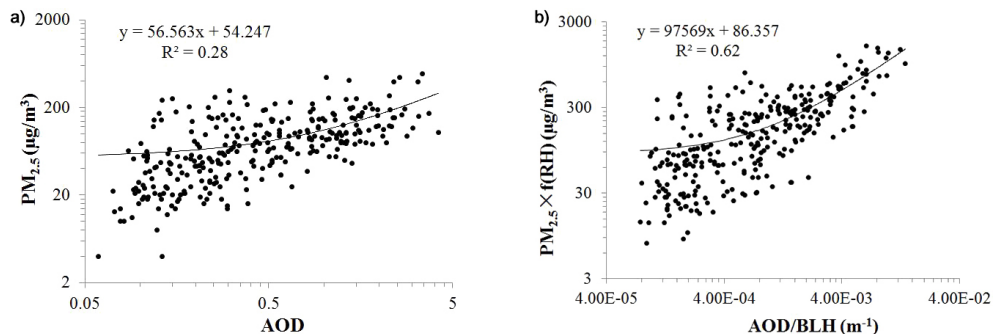 a)
y = 56.563x + 54.247
R² = 0.28
PM2.5 (µg/m³)
2000
200
20
2
0.05 0.5 5
AOD
b)
y = 97569x + 86.357
R² = 0.62
PM2.5 × f(RH) (µg/m³)
3000
300
30
3
4.00E-05 4.00E-04 4.00E-03 4.00E-02
AOD/BLH (m⁻¹)